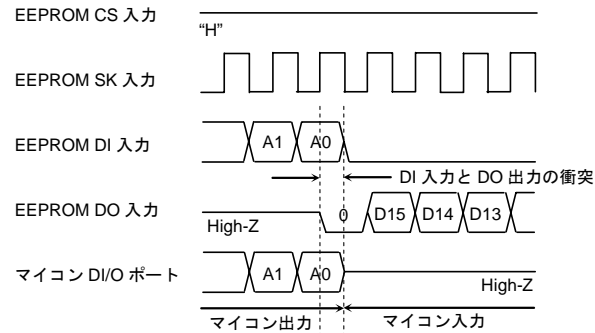 EEPROM CS 入力
“H”
EEPROM SK 入力
EEPROM DI 入力
A1
A0
DI 入力と DO 出力の衝突
EEPROM DO 入力
High-Z
0
D15
D14
D13
マイコン DI/O ポート
A1
A0
High-Z
マイコン出力
マイコン入力